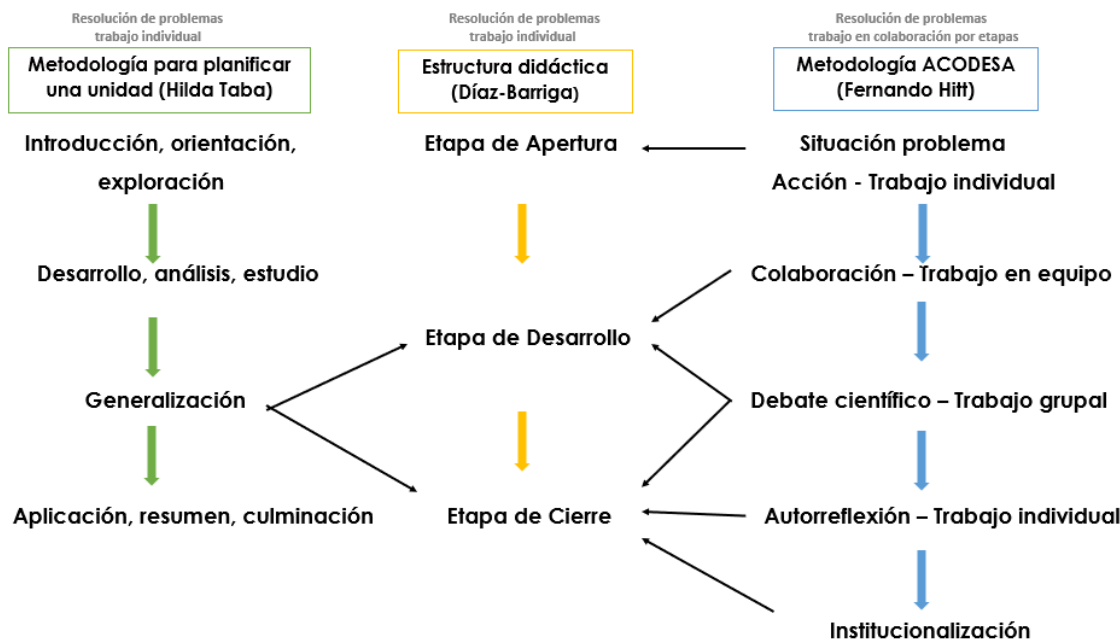 Resolución de problemas
trabajo individual
Metodología para planificar
una unidad (Hilda Taba)
Introducción, orientación,
exploración
Desarrollo, análisis, estudio
Generalización
Aplicación, resumen, culminación
Resolución de problemas
trabajo individual
Estructura didáctica
(Díaz-Barriga)
Etapa de Apertura
Etapa de Desarrollo
Etapa de Cierre
Resolución de problemas
trabajo en colaboración por etapas
Metodología ACODESA
(Fernando Hitt)
Situación problema
Acción - Trabajo individual
Colaboración – Trabajo en equipo
Debate científico – Trabajo grupal
Autorreflexión – Trabajo individual
Institucionalización